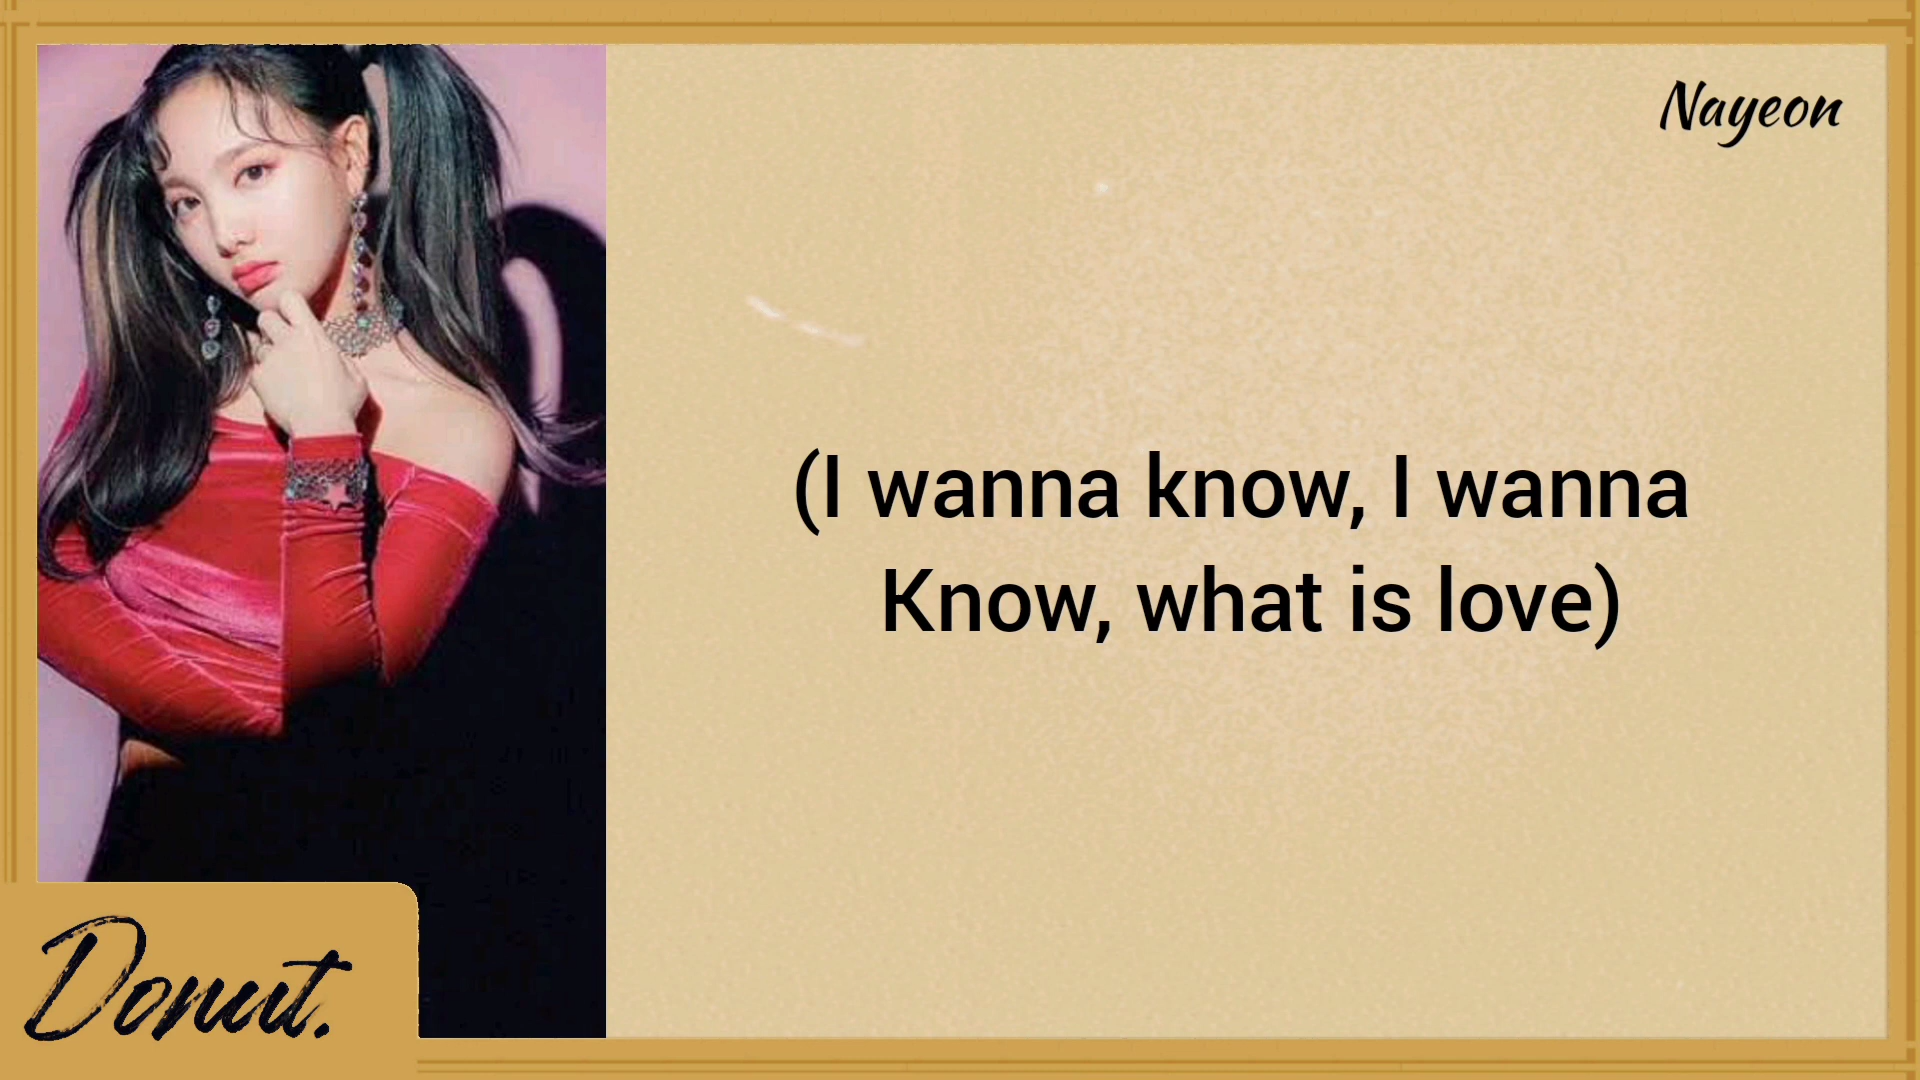 Nayeon
(I wanna know, I wanna
Know, what is love)
Donut.